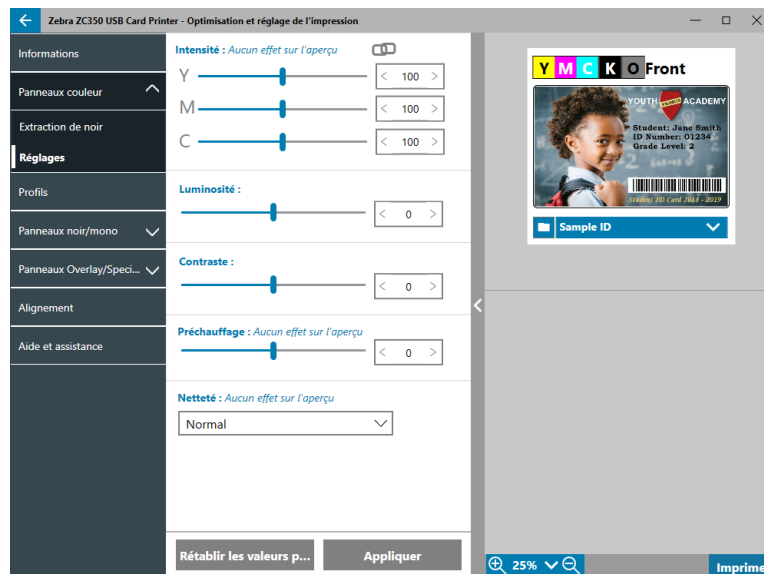 Zebra ZC350 USB Card Printer - Optimisation et réglage de l'impression
Informations
Panneaux couleur
Extraction de noir
Réglages
Profils
Panneaux noir/mono
Panneaux Overlay/Speci...
Alignement
Aide et assistance
Intensité : Aucun effet sur l'aperçu
Y < 100 >
M < 100 >
C < 100 >
Luminosité :
< 0 >
Contraste :
< 0 >
Préchauffage : Aucun effet sur l'aperçu
< 0 >
Netteté : Aucun effet sur l'aperçu
Normal
Rétablir les valeurs p...
Appliquer
Y M C K O Front
YOUTH ACADEMY
Student: Jane Smith
ID Number: 01234
Grade Level: 2
Student ID Card 2018 - 2019
Sample ID
25%
Imprime